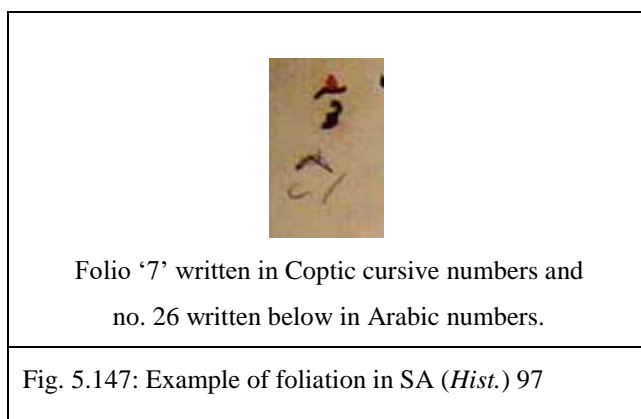 Folio ‘7’ written in Coptic cursive numbers and
no. 26 written below in Arabic numbers.
Fig. 5.147: Example of foliation in SA (Hist.) 97